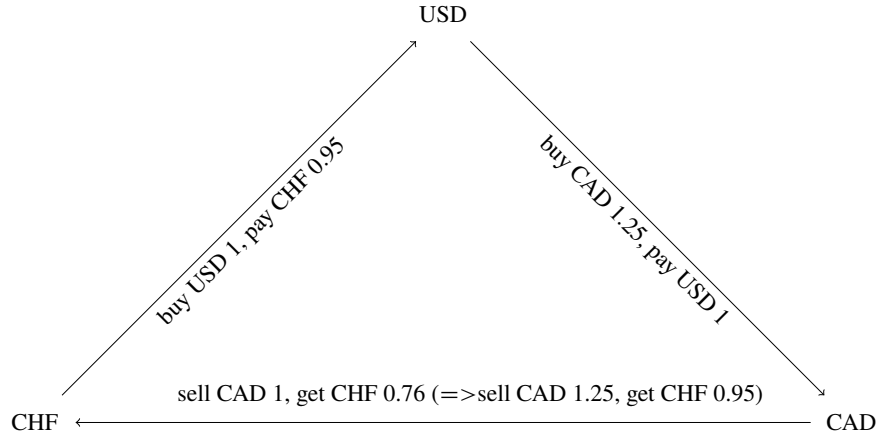 USD
buy USD 1, pay CHF 0.95
buy CAD 1.25, pay USD 1
sell CAD 1, get CHF 0.76 (=>sell CAD 1.25, get CHF 0.95)
CHF
CAD